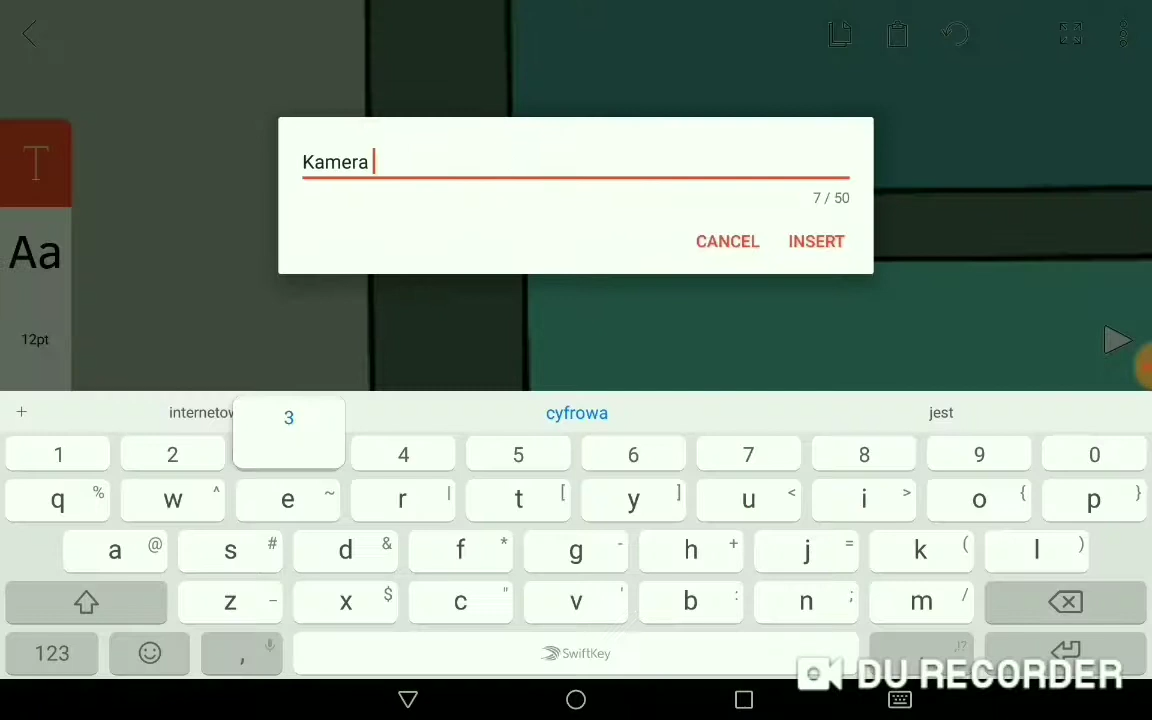 T
Kamera
7 / 50
CANCEL INSERT
Aa
12pt
+ internetow cyfrowa jest
3
1 2 4 5 6 7 8 9 0
q % w ^ e ~ r | t [ y ] u < i > o { p }
a @ s # d & f * g - h + j = k ( l )
z _ x $ c " v ' b : n ; m /
123 , SwiftKey . ,!?
DU RECORDER